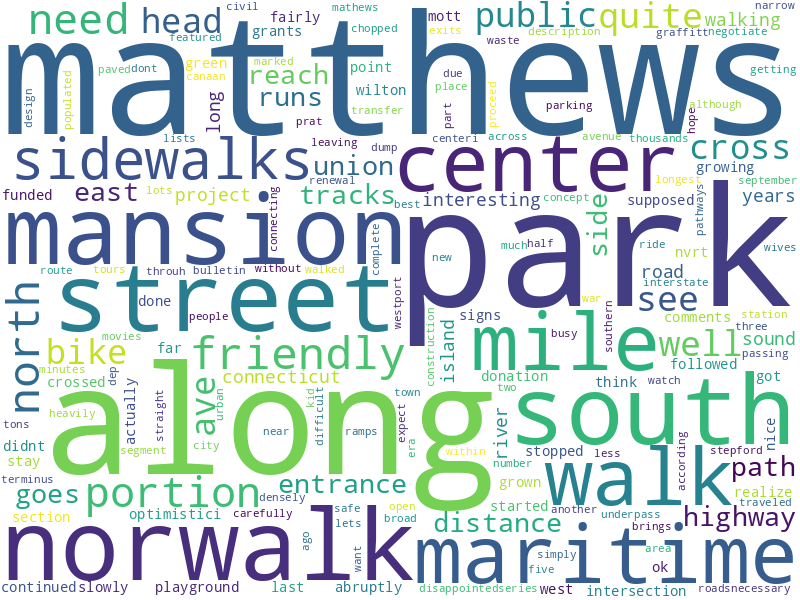 civil mathews narrow
need head fairly mott public quite walking
featured grants chopped exits description graffitt negotiate
matthews
design populated paved dont green canaan marked reach point waste getting
long runs wilton place due proceed parking although
transfer part
prat lists leaving dump centeri across avenue thousands hope cross
sidewalks union center
renewal longest growing
funded east lots project tracks best interesting concept supposed pathways september years
mansion connecting complete side much half ride nvrt wives
park
route tours throuh bulletin without walked new road interstate
street done people westport signs war see comments station
north movies southern three
bike far friendly construction island mile busy well sound passing
minutes crossed dep connecticut donation think followed watch got
along heavily actually straight ave urban kid difficult town two south nice
tons segment city near ramps expect era river stopped less according stepford
didnt stay within number walk path
terminus goes portion densely entrance grown realize traveled
section optimistici carefully safe open started another underpass highway
norwalk ago lets want broad distance simply brings area
maritime five ok
continued slowly playground last abruptly disappointed series west intersection roads necessary